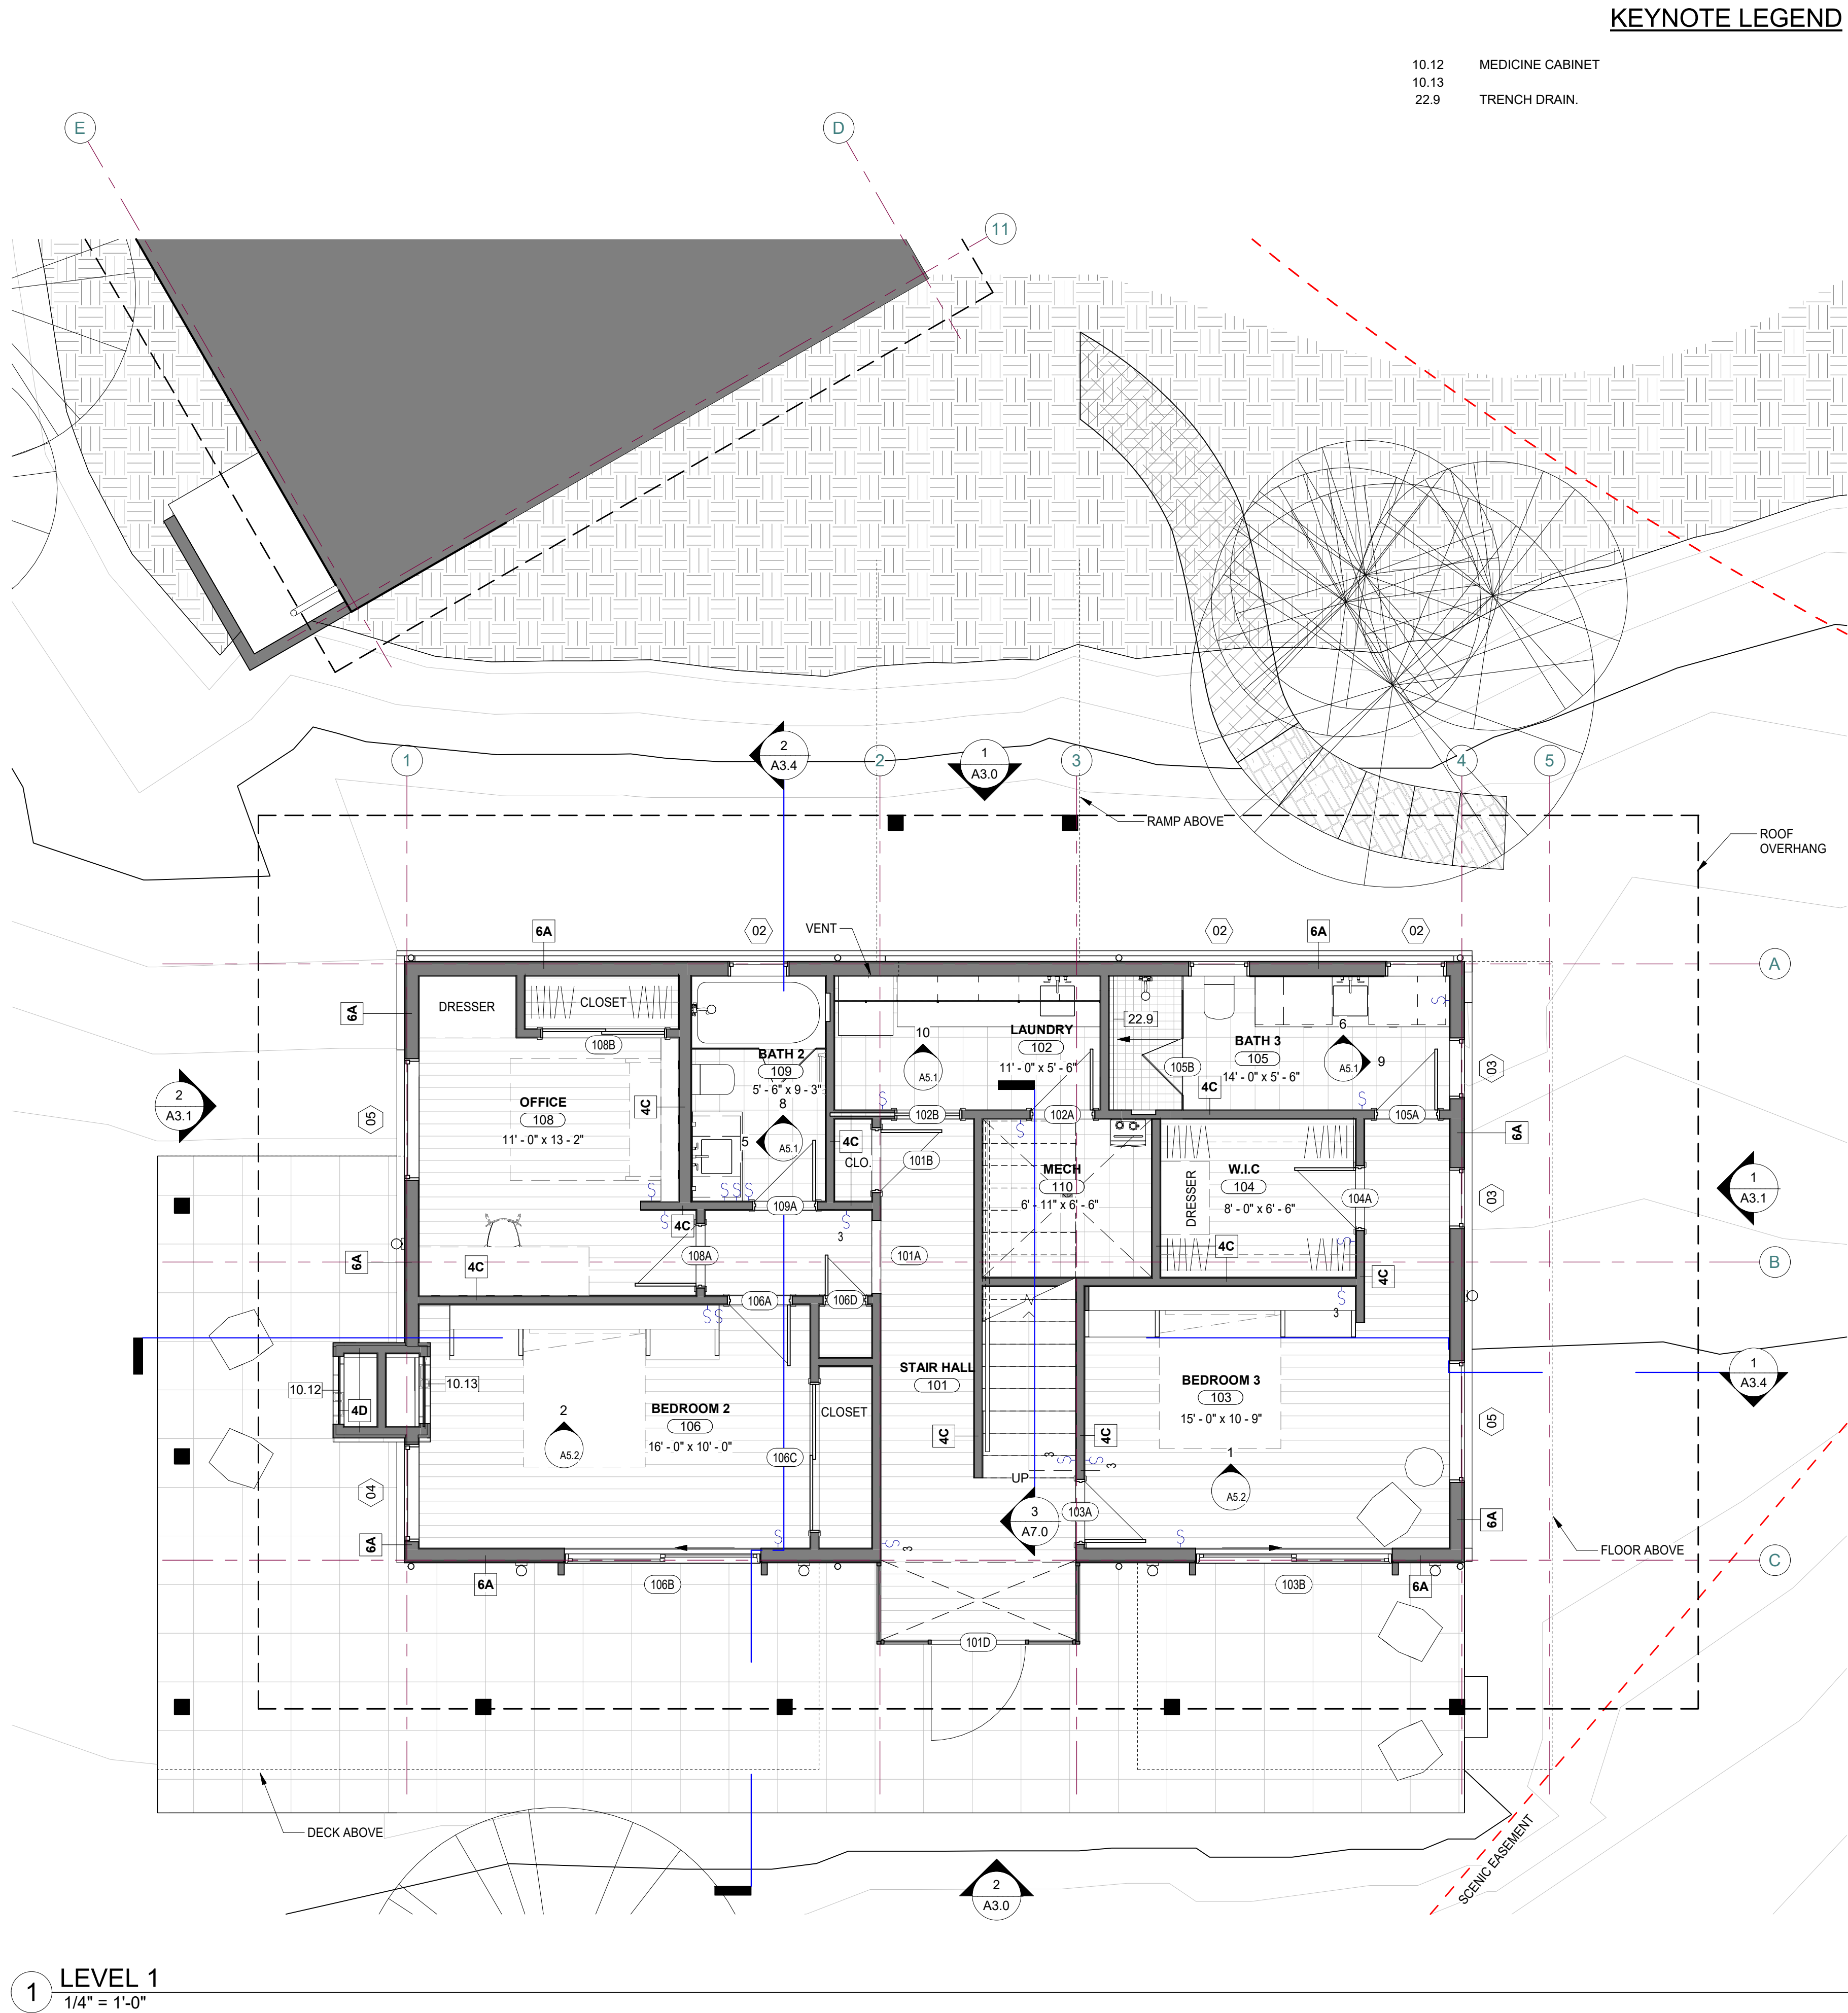 KEYNOTE LEGEND
10.12 MEDICINE CABINET
10.13
22.9 TRENCH DRAIN.
E
D
11
1
2
A3.4
2
1
A3.0
3
4
5
RAMP ABOVE
ROOF
OVERHANG
6A
02
VENT
02
6A
02
A
6A
DRESSER
CLOSET
22.9
10
LAUNDRY
102
11' - 0" x 5' - 6"
A5.1
6
BATH 3
105
14' - 0" x 5' - 6"
A5.1
9
105B
108B
BATH 2
109
5' - 6" x 9 - 3"
8
03
4C
2
A3.1
05
OFFICE
108
11' - 0" x 13 - 2"
4C
5
A5.1
102B
102A
105A
6A
4C
CLO.
101B
MECH
110
6' - 11" x 6' - 6"
DRESSER
W.I.C
104
8' - 0" x 6' - 6"
104A
03
1
A3.1
109A
4C
3
108A
101A
4C
6A
4C
B
4C
106A
106D
3
10.12
10.13
4D
STAIR HALL
101
BEDROOM 3
103
15' - 0" x 10 - 9"
1
A3.4
BEDROOM 2
106
16' - 0" x 10' - 0"
2
A5.2
CLOSET
106C
4C
4C
3
3
1
A5.2
05
04
UP
3
A7.0
103A
6A
6A
3
FLOOR ABOVE
C
6A
106B
103B
6A
101D
DECK ABOVE
SCENIC EASEMENT
2
A3.0
1
LEVEL 1
1/4" = 1'-0"